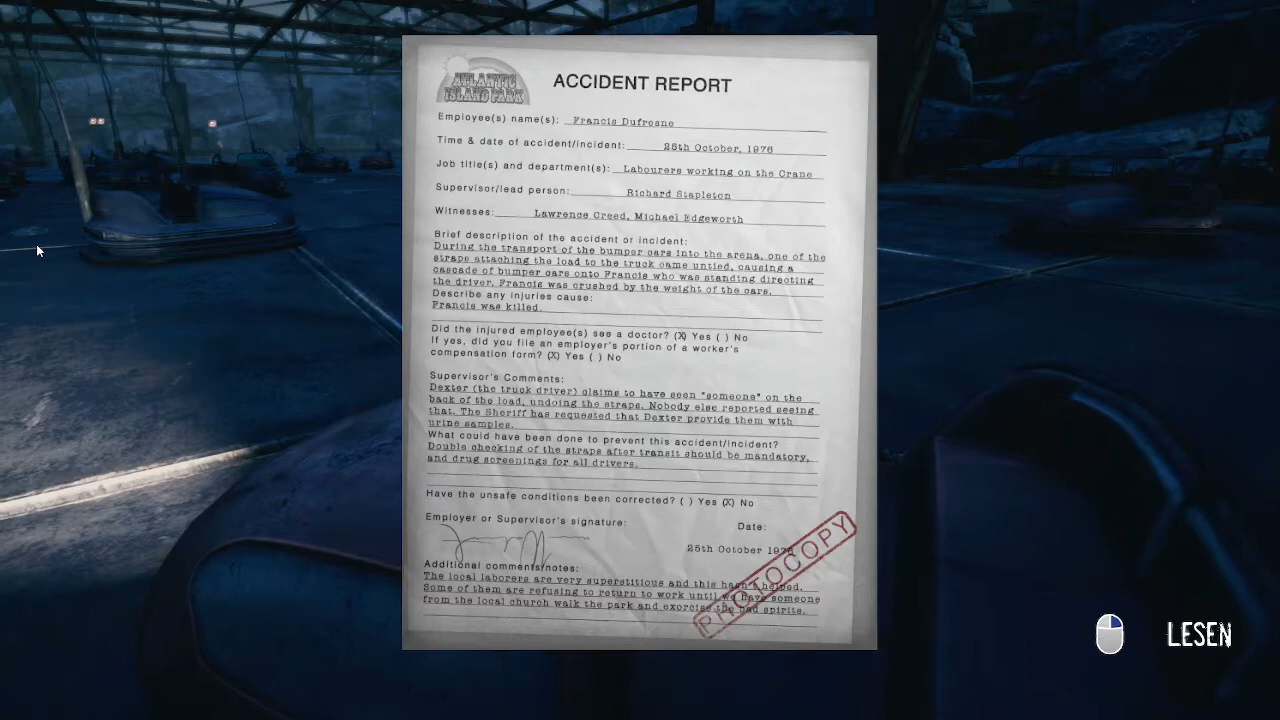 ATLANTIC
ISLAND PARK
ACCIDENT REPORT
Employee(s) name(s): Francis Dufresne
Time & date of accident/incident: 25th October, 1976
Job title(s) and department(s): Labourers working on the Crane
Supervisor/lead person: Richard Stapleton
Witnesses: Lawrence Creed, Michael Edgeworth
Brief description of the accident or incident:
During the transport of the bumper cars into the arena, one of the
straps attaching the load to the truck came untied, causing a
cascade of bumper cars onto Francis who was standing directing
the driver. Francis was crushed by the weight of the cars.
Describe any injuries cause:
Francis was killed.
Did the injured employee(s) see a doctor? (X) Yes ( ) No
If yes, did you file an employer's portion of a worker's
compensation form? (X) Yes ( ) No
Supervisor's Comments:
Dexter (the truck driver) claims to have seen "someone" on the
back of the load, undoing the straps. Nobody else reported seeing
that. The Sheriff has requested that Dexter provide them with
urine samples.
What could have been done to prevent this accident/incident?
Double checking of the straps after transit should be mandatory,
and drug screenings for all drivers.
Have the unsafe conditions been corrected? ( ) Yes (X) No
Employer or Supervisor's signature:
Date:
25th October 1976
Additional comments/notes:
The local laborers are very superstitious and this hasn't helped.
Some of them are refusing to return to work until we have someone
from the local church walk the park and exorcise the bad spirits.
PHOTOCOPY
LESEN